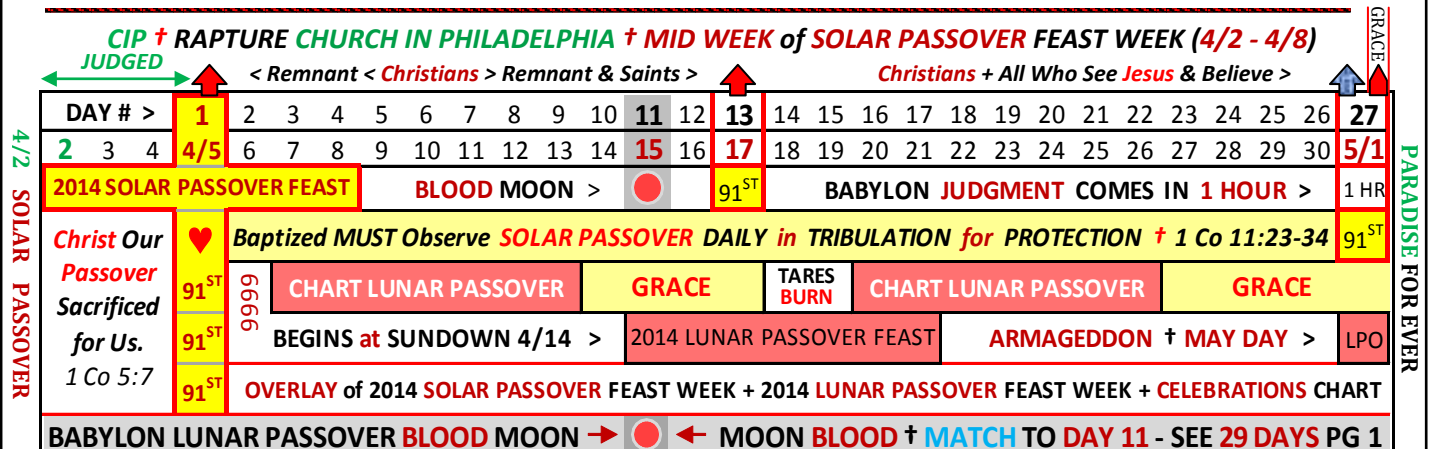 GRACE
CIP † RAPTURE CHURCH IN PHILADELPHIA † MID WEEK of SOLAR PASSOVER FEAST WEEK (4/2 - 4/8)
JUDGED
< Remnant < Christians > Remnant & Saints >
Christians + All Who See Jesus & Believe >
DAY # > 1 2 3 4 5 6 7 8 9 10 11 12 13 14 15 16 17 18 19 20 21 22 23 24 25 26 27
2 3 4 4/5 6 7 8 9 10 11 12 13 14 15 16 17 18 19 20 21 22 23 24 25 26 27 28 29 30 5/1
2014 SOLAR PASSOVER FEAST BLOOD MOON > 91ST BABYLON JUDGMENT COMES IN 1 HOUR > 1 HR
4/2 SOLAR PASSOVER
Christ Our
Passover
Sacrificed
for Us.
1 Co 5:7
♥ Baptized MUST Observe SOLAR PASSOVER DAILY in TRIBULATION for PROTECTION † 1 Co 11:23-34 91ST
91ST 6666 CHART LUNAR PASSOVER GRACE TARES BURN CHART LUNAR PASSOVER GRACE
91ST BEGINS at SUNDOWN 4/14 > 2014 LUNAR PASSOVER FEAST ARMAGEDDON † MAY DAY > LPO
91ST OVERLAY of 2014 SOLAR PASSOVER FEAST WEEK + 2014 LUNAR PASSOVER FEAST WEEK + CELEBRATIONS CHART
PARADISE FOR EVER
BABYLON LUNAR PASSOVER BLOOD MOON → ← MOON BLOOD † MATCH TO DAY 11 - SEE 29 DAYS PG 1